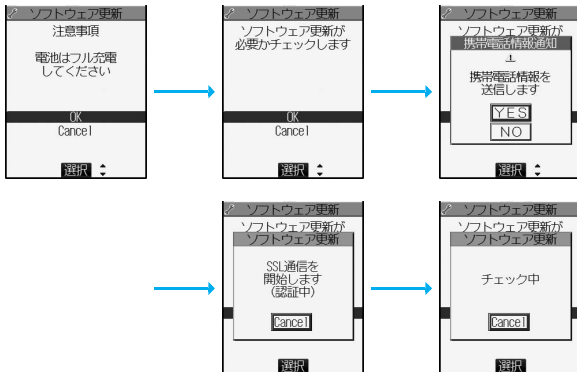 ソフトウェア更新
注意事項
電池はフル充電
してください
OK
Cancel
選択
ソフトウェア更新
ソフトウェア更新が
必要かチェックします
OK
Cancel
選択
ソフトウェア更新
ソフトウェア更新が
携帯電話情報通知
携帯電話情報を
送信します
YES
NO
選択
ソフトウェア更新
ソフトウェア更新が
ソフトウェア更新
SSL通信を
開始します
(認証中)
Cancel
選択
ソフトウェア更新
ソフトウェア更新が
ソフトウェア更新
チェック中
Cancel
選択